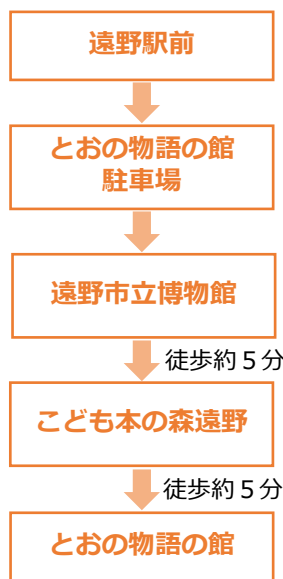 遠野駅前
とおの物語の館
駐車場
遠野市立博物館
徒歩約５分
こども本の森遠野
徒歩約５分
とおの物語の館